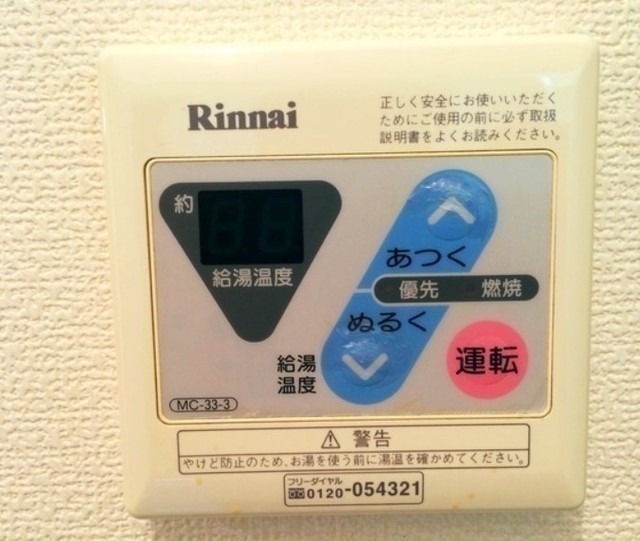 Rinnai
正しく安全にお使いいただく
ためにご使用の前に必ず取扱
説明書をよくお読みください。
約
給湯温度
あつく
優先 燃焼
ぬるく
給湯
温度
運転
MC-33-3
⚠ 警告
やけど防止のため、お湯を使う前に湯温を確かめてください。
フリーダイヤル
0120-054321